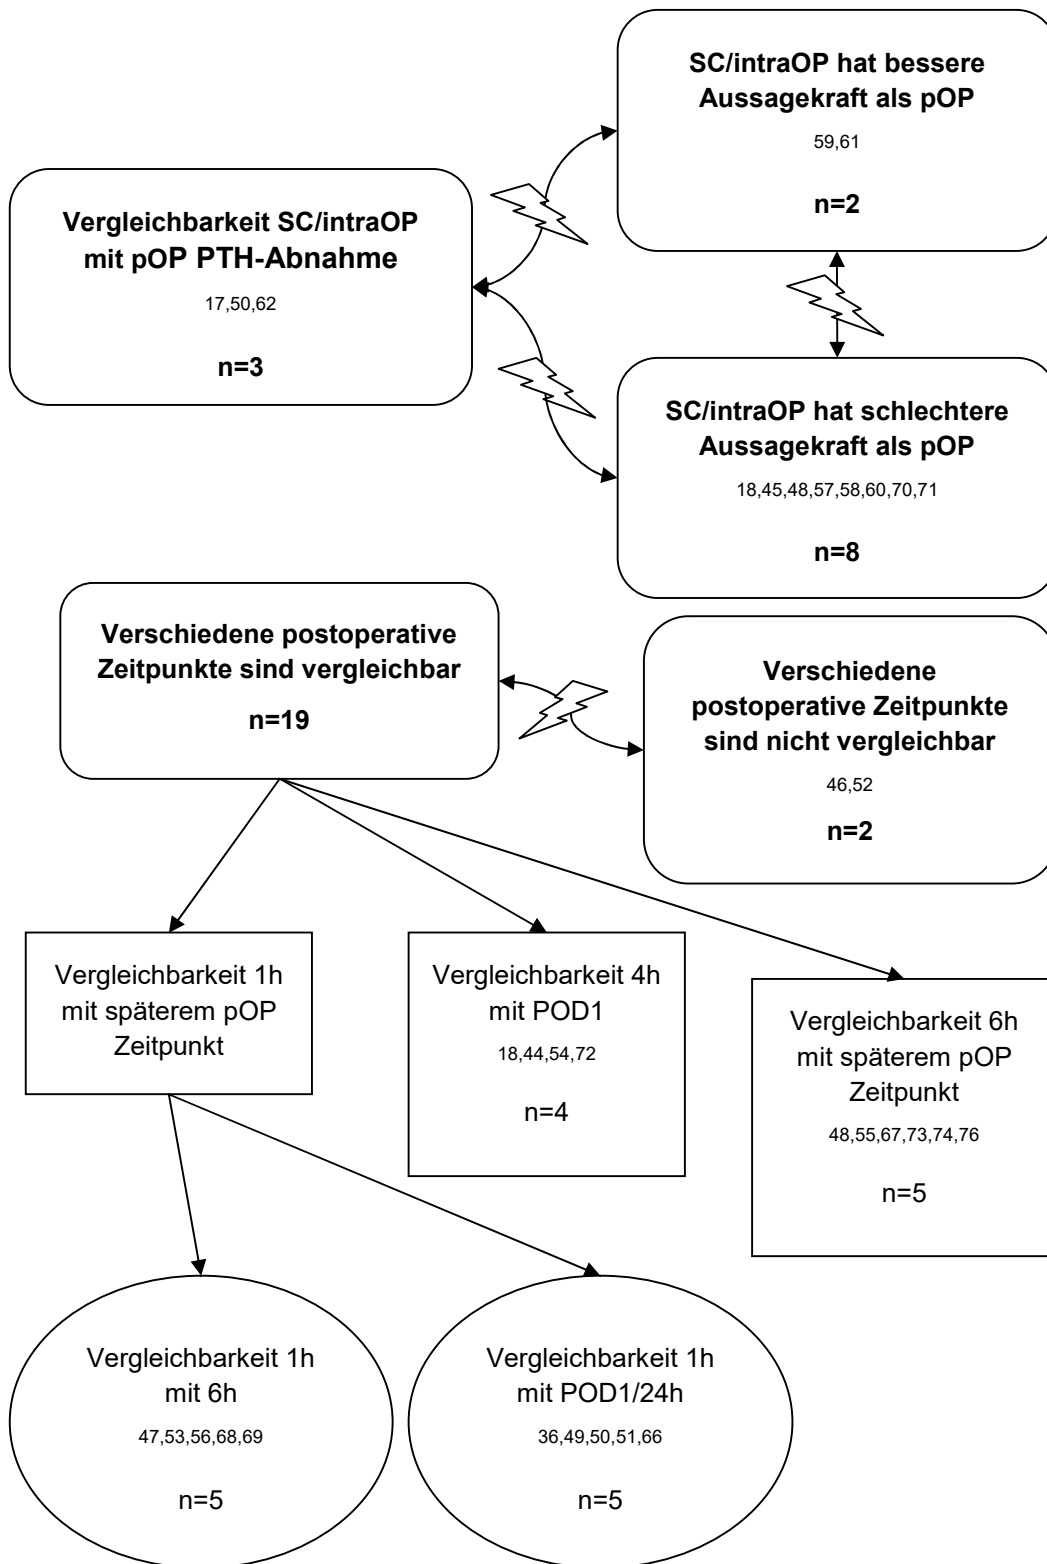 SC/intraOP hat bessere
Aussagekraft als pOP
59,61
n=2
Vergleichbarkeit SC/intraOP
mit pOP PTH-Abnahme
17,50,62
n=3
SC/intraOP hat schlechtere
Aussagekraft als pOP
18,45,48,57,58,60,70,71
n=8
Verschiedene postoperative
Zeitpunkte sind vergleichbar
n=19
Verschiedene
postoperative Zeitpunkte
sind nicht vergleichbar
46,52
n=2
Vergleichbarkeit 1h
mit späterem pOP
Zeitpunkt
Vergleichbarkeit 4h
mit POD1
18,44,54,72
n=4
Vergleichbarkeit 6h
mit späterem pOP
Zeitpunkt
48,55,67,73,74,76
n=5
Vergleichbarkeit 1h
mit 6h
47,53,56,68,69
n=5
Vergleichbarkeit 1h
mit POD1/24h
36,49,50,51,66
n=5